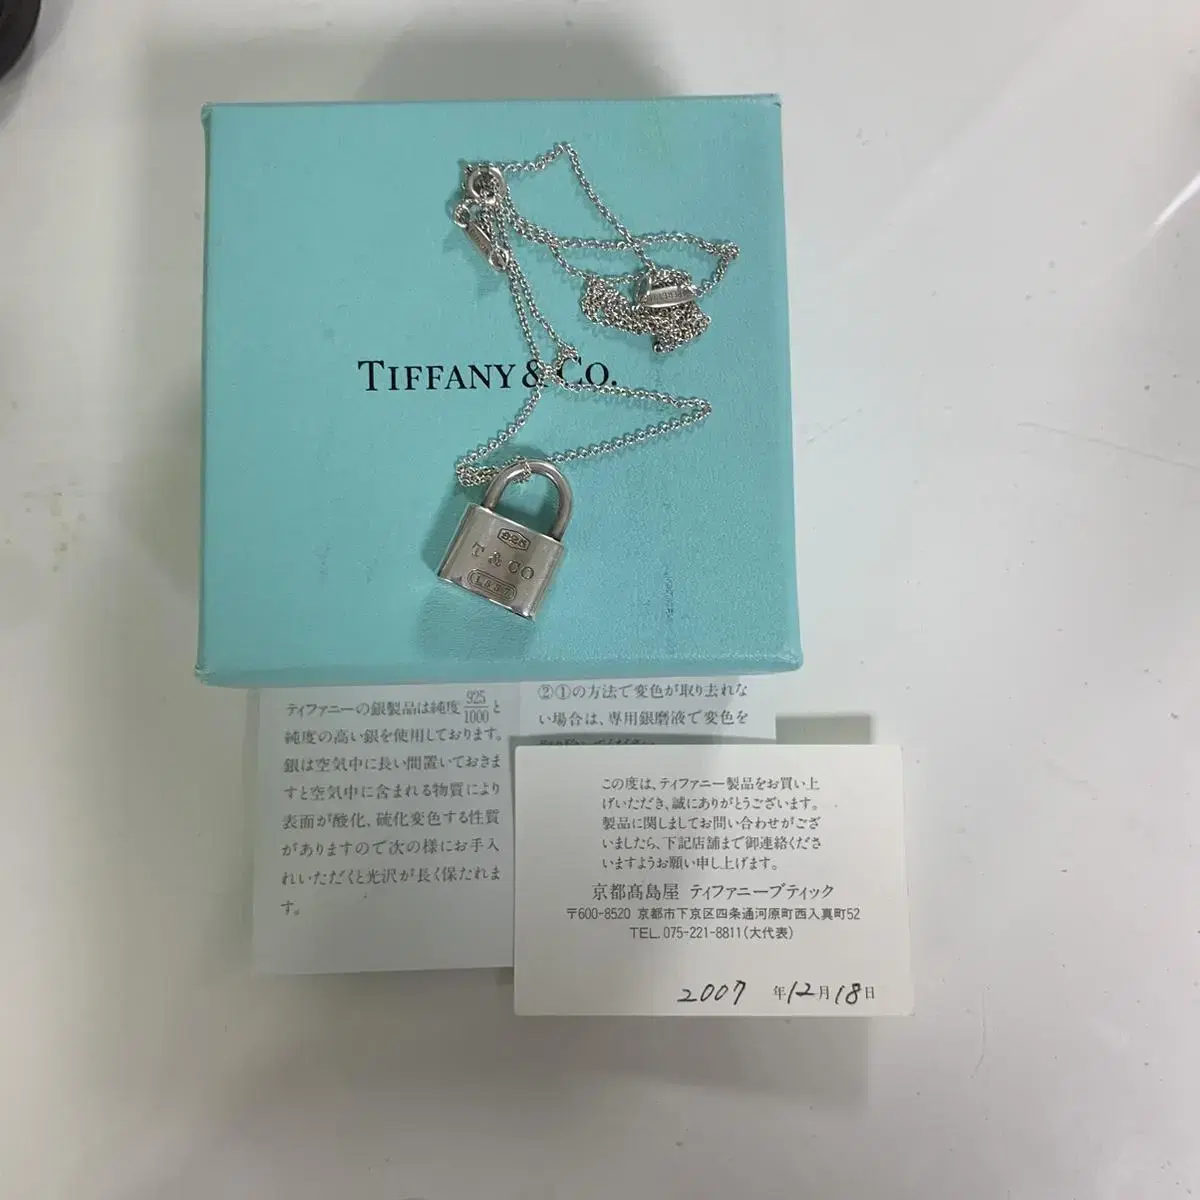 TIFFANY & CO.
925
T & CO
1837
ティファニーの銀製品は純度925/1000と
純度の高い銀を使用しております。
銀は空気中に長い間置いておきま
すと空気中に含まれる物質により
表面が酸化、硫化変色する性質
がありますので次の様にお手入
れいただくと光沢が長く保たれま
す。
②①の方法で変色が取り去れな
い場合は、専用銀磨液で変色を
この度は、ティファニー製品をお買い上
げいただき、誠にありがとうございます。
製品に関しましてお問い合わせがござ
いましたら、下記店舗まで御連絡くださ
いますようお願い申し上げます。
京都髙島屋 ティファニーブティック
〒600-8520 京都市下京区四条通河原町西入真町52
TEL.075-221-8811(大代表)
2007 年12月18日